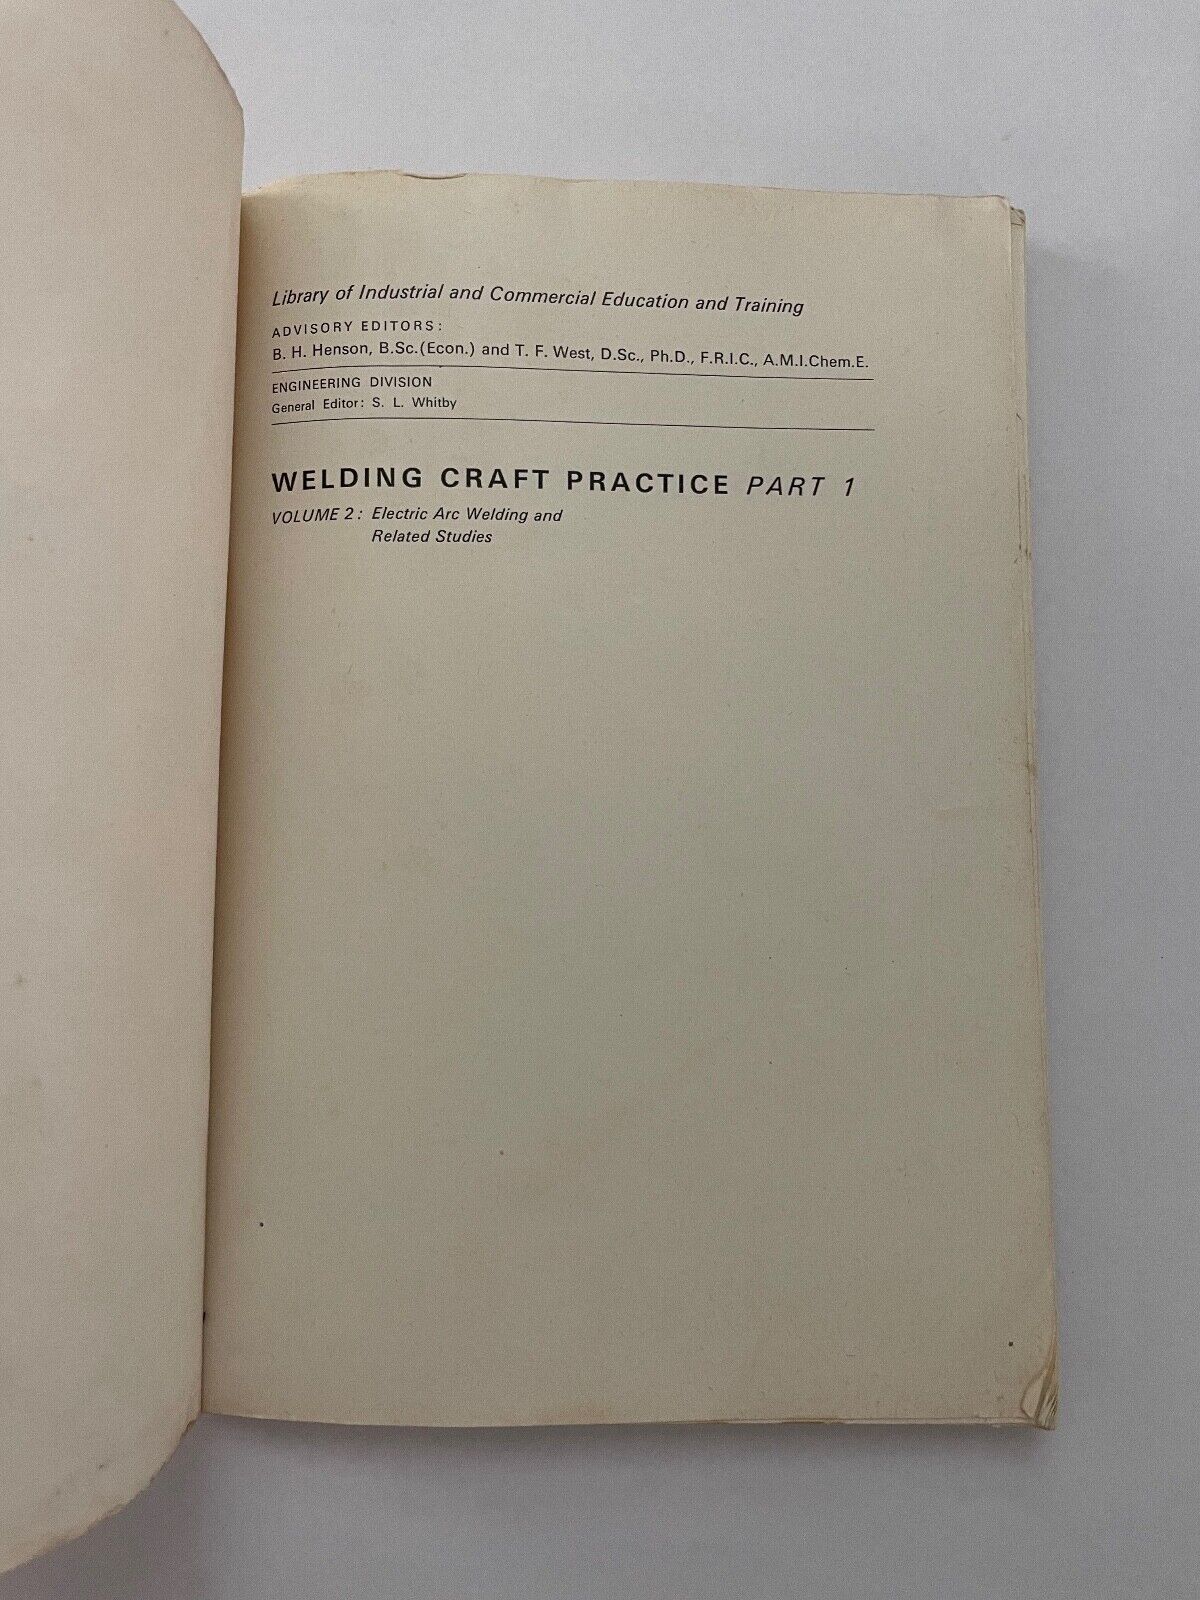 Library of Industrial and Commercial Education and Training
ADVISORY EDITORS:
B. H. Henson, B.Sc.(Econ.) and T. F. West, D.Sc., Ph.D., F.R.I.C., A.M.I.Chem.E.
ENGINEERING DIVISION
General Editor: S. L. Whitby
WELDING CRAFT PRACTICE PART 1
VOLUME 2: Electric Arc Welding and
Related Studies